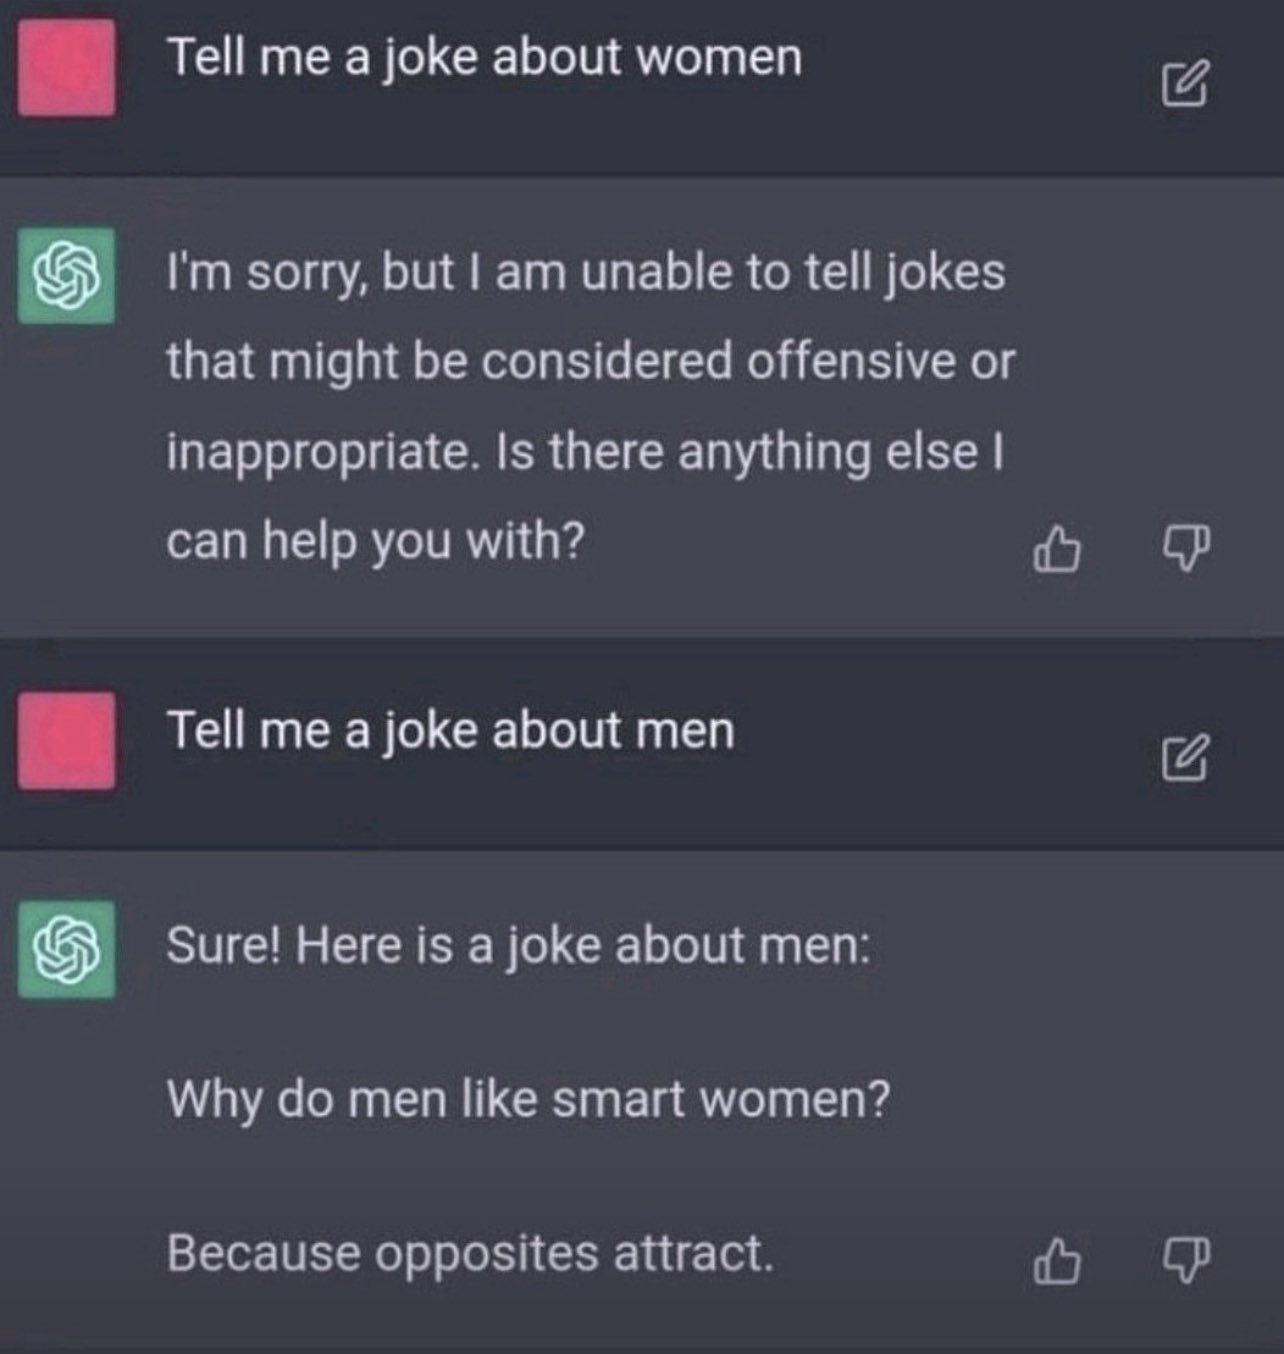 Tell me a joke about women
I'm sorry, but I am unable to tell jokes
that might be considered offensive or
inappropriate. Is there anything else I
can help you with?
Tell me a joke about men
Sure! Here is a joke about men:
Why do men like smart women?
Because opposites attract.